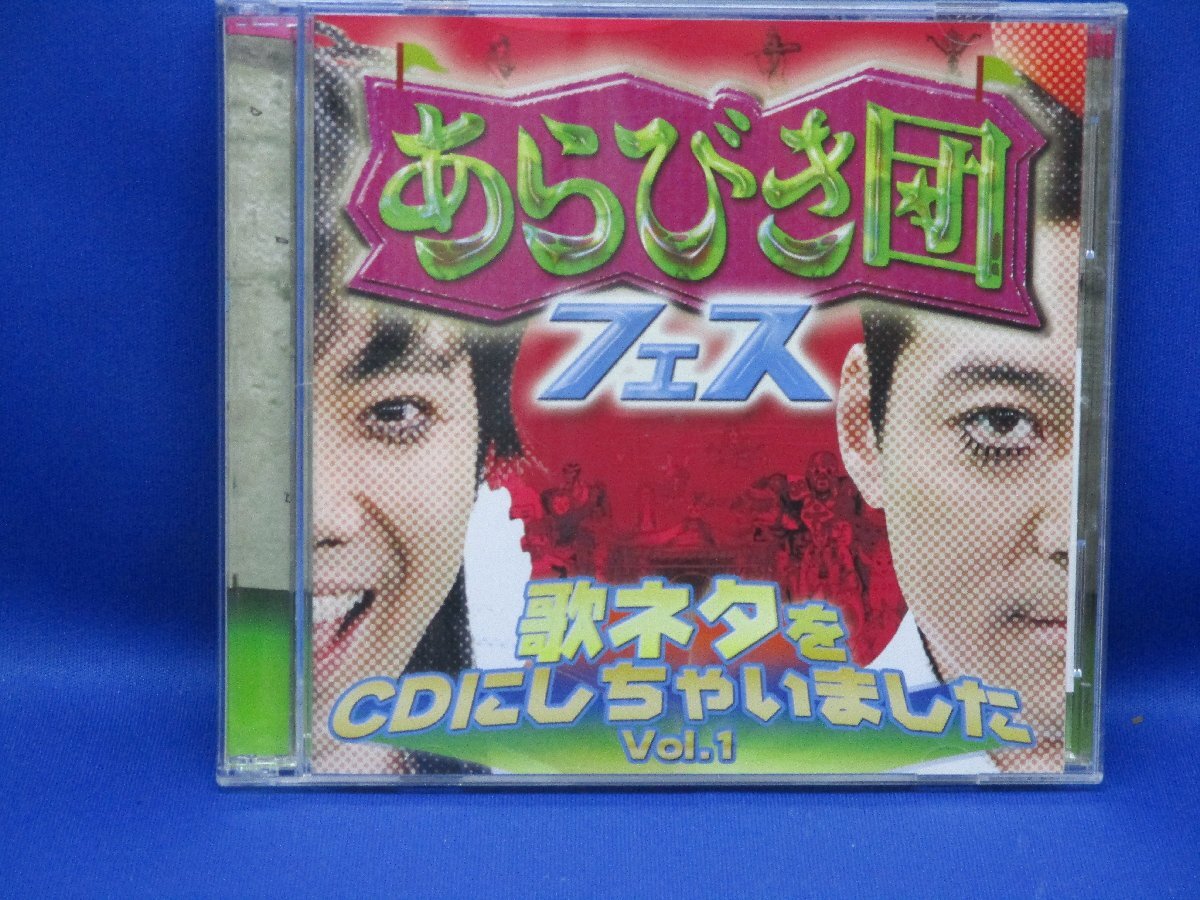 あらびき団
フェス
歌ネタを
CDにしちゃいました
Vol.1